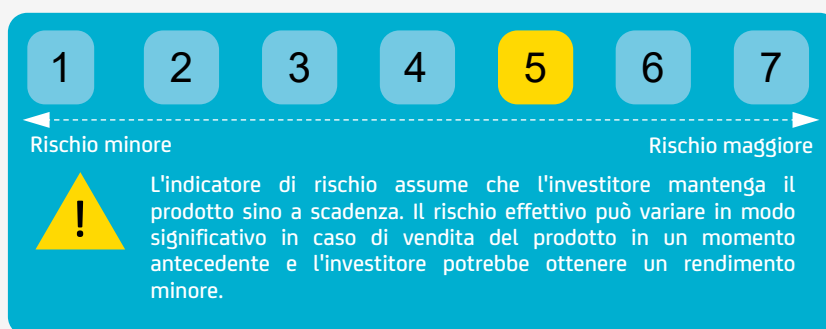 1 2 3 4 5 6 7
Rischio minore Rischio maggiore
! L'indicatore di rischio assume che l'investitore mantenga il
prodotto sino a scadenza. Il rischio effettivo può variare in modo
significativo in caso di vendita del prodotto in un momento
antecedente e l'investitore potrebbe ottenere un rendimento
minore.